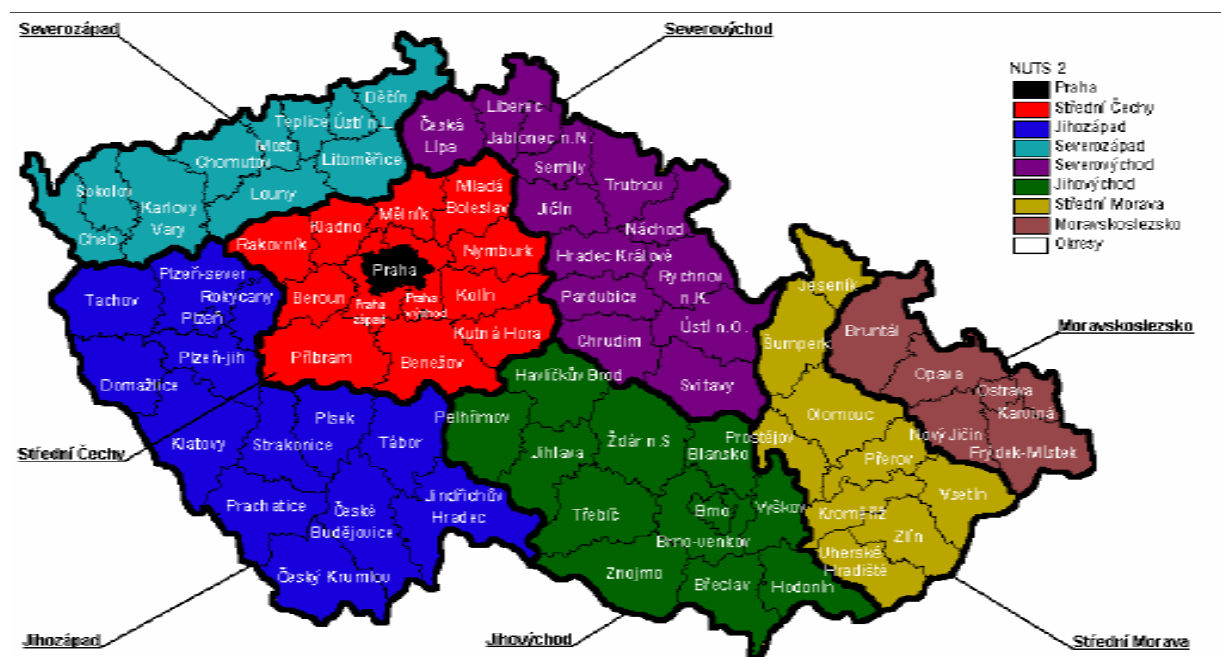 Severozápad
Severovýchod
NUTS 2
Praha
Střední Čechy
Jihozápad
Severozápad
Severovýchod
Jihovýchod
Střední Morava
Moravskoslezsko
Okresy
Děčín
Teplice
Ústí n.L.
Most
Chomutov
Litoměřice
Louny
Sokolov
Karlovy
Vary
Cheb
Liberec
Česká
Lípa
Jablonec n.N.
Semily
Trutnov
Jičín
Náchod
Hradec Králové
Rychnov
n.K.
Pardubice
Ústí n.O.
Chrudim
Svitavy
Mladá
Boleslav
Mělník
Kladno
Rakovník
Nymburk
Praha
Beroun
Praha
západ
Praha
východ
Kolín
Kutná Hora
Příbram
Benešov
Plzeň-sever
Tachov
Rokycany
Plzeň
Plzeň-jih
Domažlice
Klatovy
Písek
Strakonice
Tábor
Prachatice
České
Budějovice
Jindřichův
Hradec
Český Krumlov
Havlíčkův Brod
Pelhřimov
Jihlava
Ždár n.S
Blansko
Třebíč
Brno
Vyškov
Brno-venkov
Znojmo
Břeclav
Hodonín
Jeseník
Šumperk
Olomouc
Prostějov
Přerov
Kroměříž
Vsetín
Zlín
Uherské
Hradiště
Bruntál
Opava
Ostrava
Karviná
Nový Jičín
Frýdek-Místek
Moravskoslezsko
Střední Čechy
Jihozápad
Jihovýchod
Střední Morava